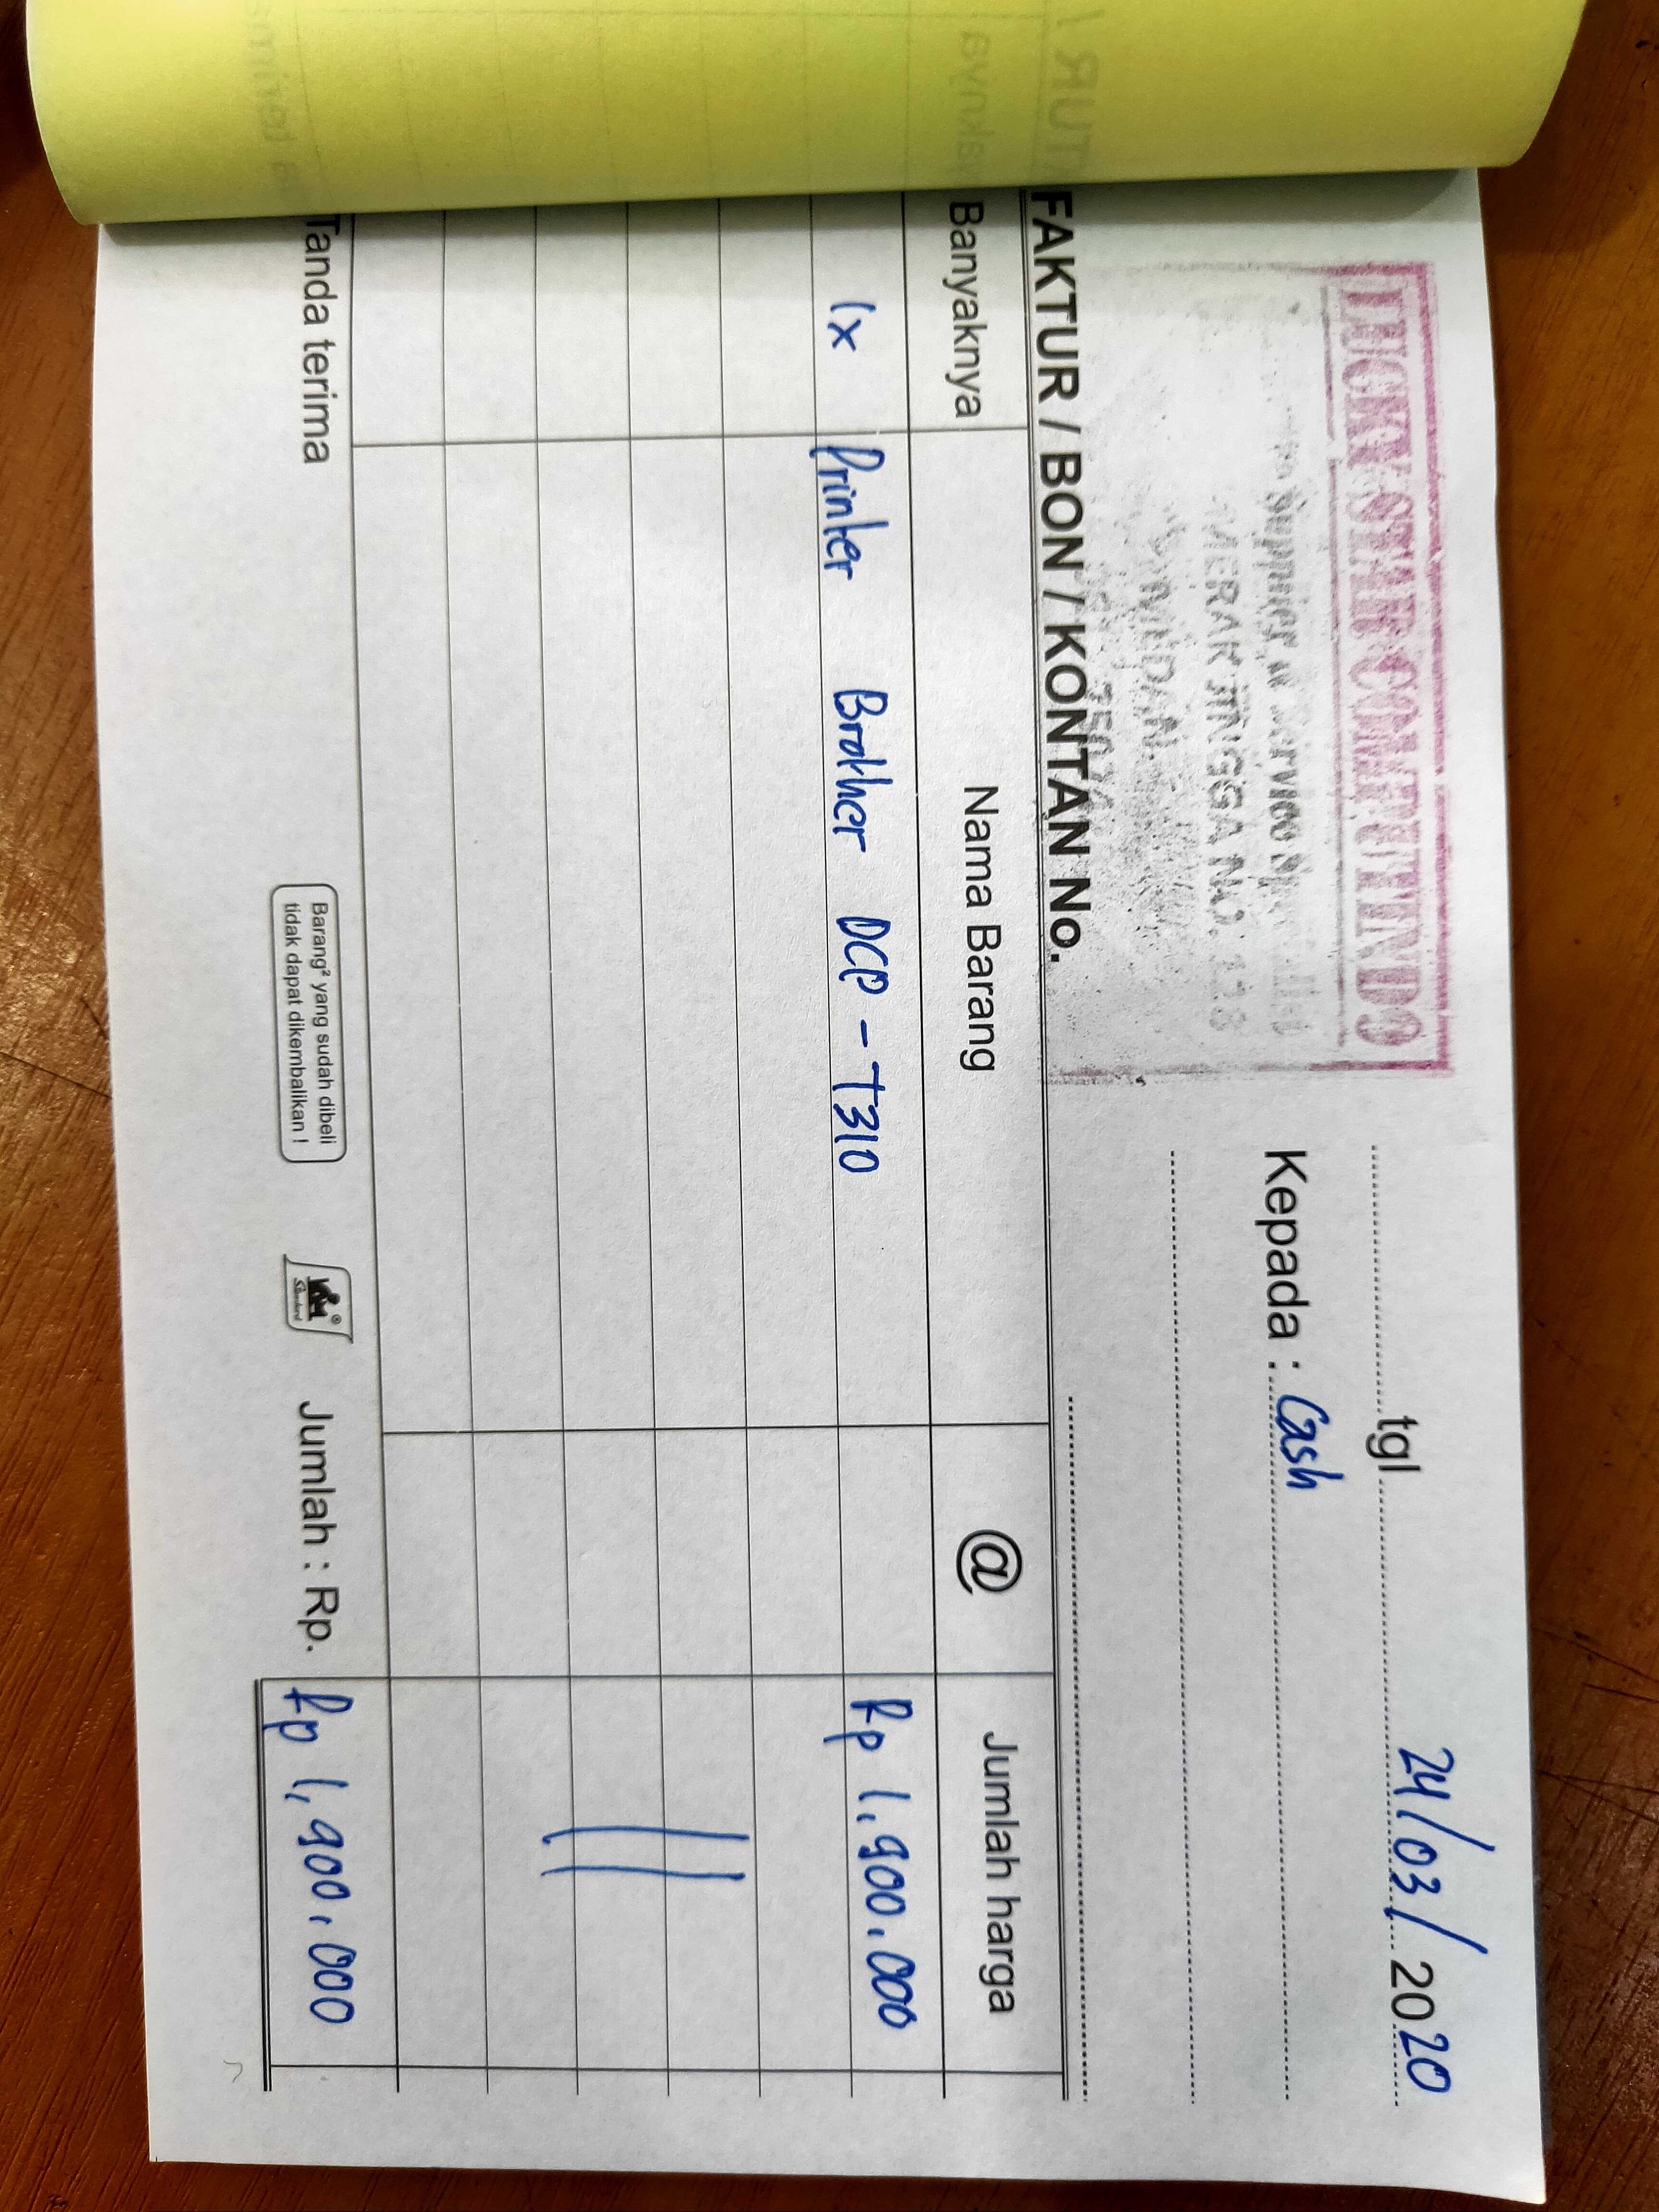 LUCKY STAR COMPUTINDO
MERAK JINGGA NO. 123
tgl 24/03/2020
Kepada : Cash
FAKTUR / BON / KONTAN No.
Banyaknya Nama Barang @ Jumlah harga
1x Printer Brother DCP - T310 Rp 1.900.000
Tanda terima
Barang² yang sudah dibeli
tidak dapat dikembalikan !
Jumlah : Rp. Rp 1,900.000